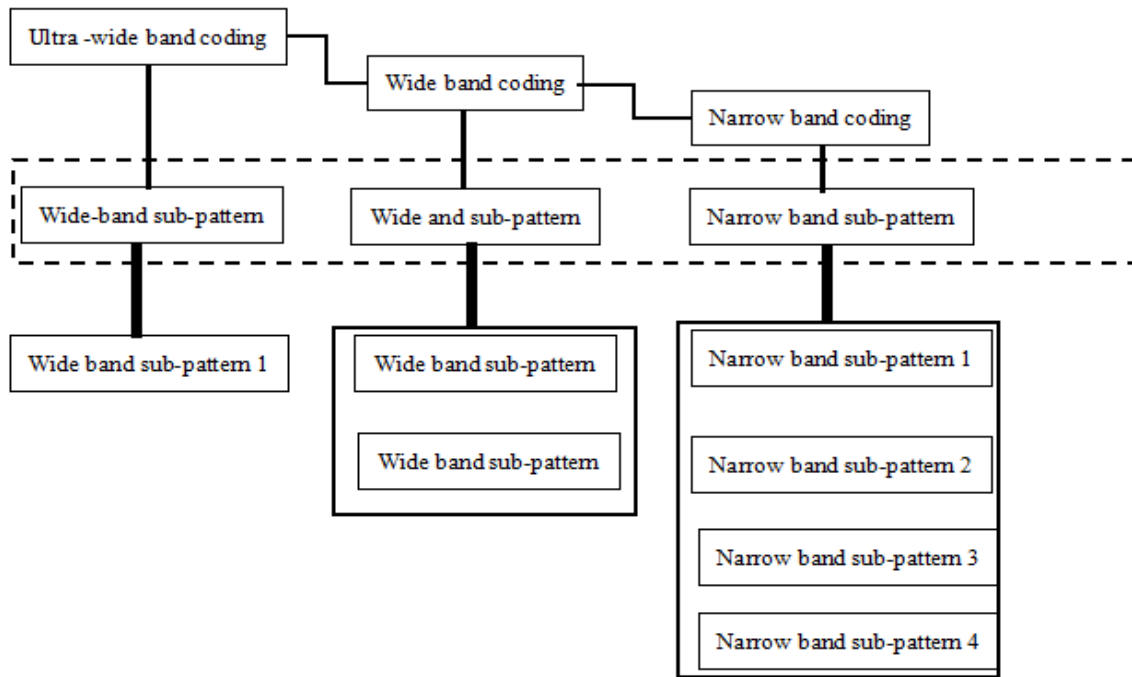 Ultra -wide band coding
Wide band coding
Narrow band coding
Wide-band sub-pattern
Wide and sub-pattern
Narrow band sub-pattern
Wide band sub-pattern 1
Wide band sub-pattern
Wide band sub-pattern
Narrow band sub-pattern 1
Narrow band sub-pattern 2
Narrow band sub-pattern 3
Narrow band sub-pattern 4